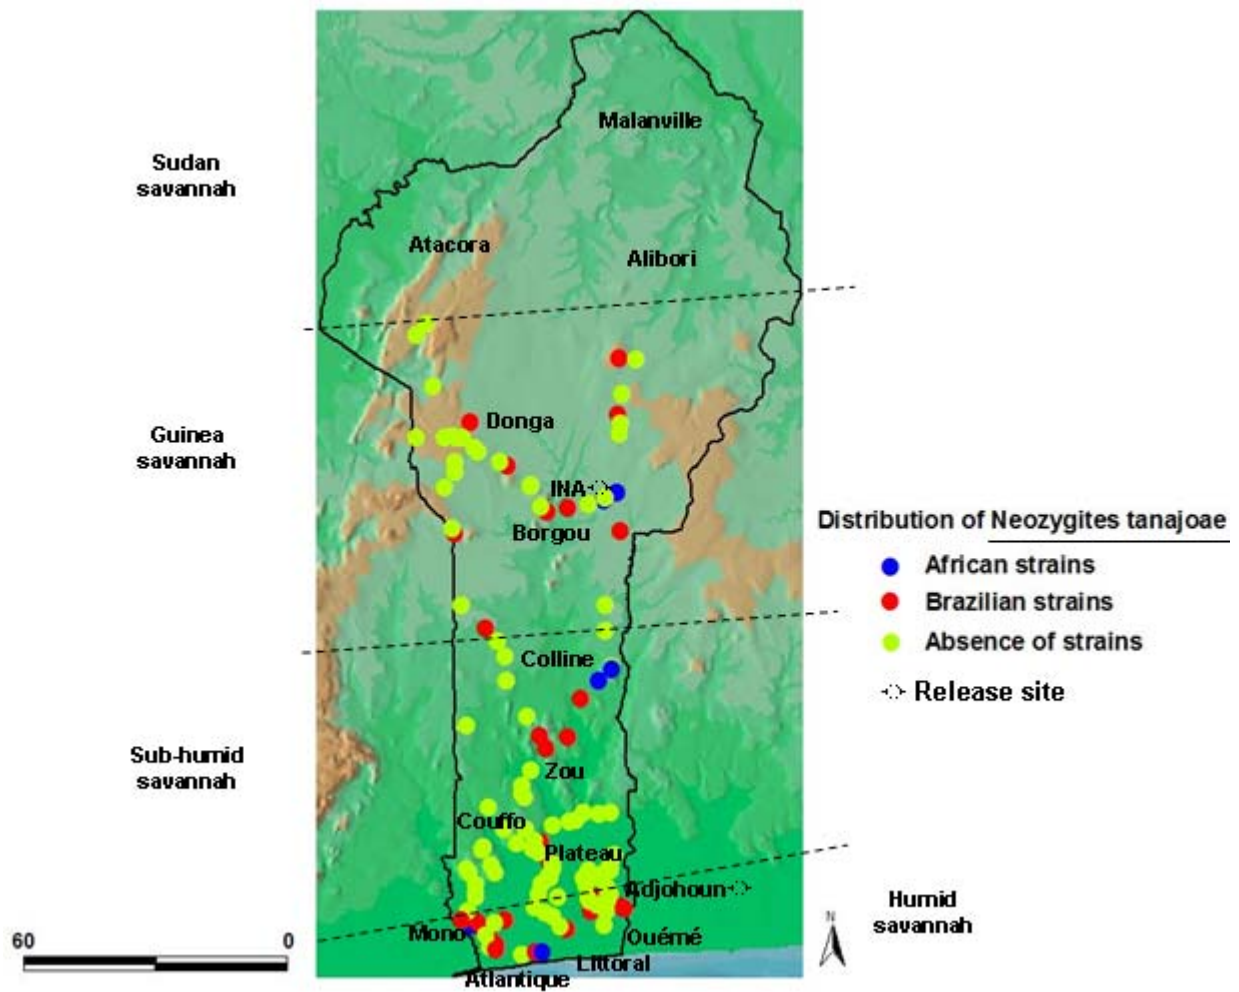 Malanville
Sudan
savannah
Atacora
Alibori
Donga
Guinea
savannah
INA
Borgou
Distribution of Neozygites tanajoae
African strains
Brazilian strains
Absence of strains
Release site
Colline
Sub-humid
savannah
Zou
Couffo
Plateau
Adjohoun
Humid
savannah
N
Mono
Ouémé
60
0
Littoral
Atlantique